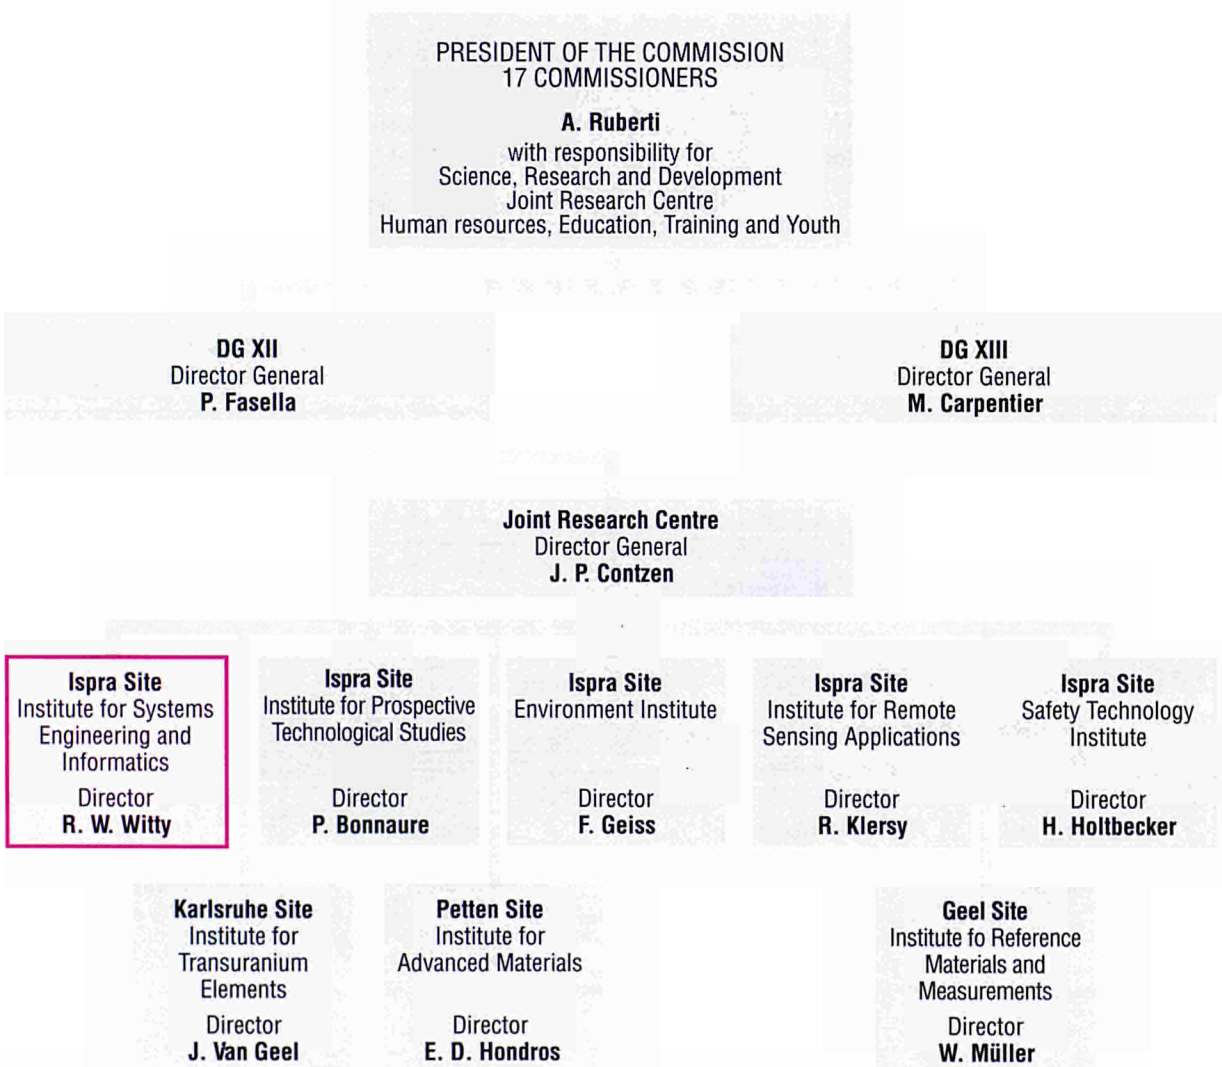 PRESIDENT OF THE COMMISSION
17 COMMISSIONERS
A. Ruberti
with responsibility for
Science, Research and Development
Joint Research Centre
Human resources, Education, Training and Youth
DG XII
Director General
P. Fasella
DG XIII
Director General
M. Carpentier
Joint Research Centre
Director General
J. P. Contzen
Ispra Site
Institute for Systems
Engineering and
Informatics
Director
R. W. Witty
Ispra Site
Institute for Prospective
Technological Studies
Director
P. Bonnaure
Ispra Site
Environment Institute
Director
F. Geiss
Ispra Site
Institute for Remote
Sensing Applications
Director
R. Klersy
Ispra Site
Safety Technology
Institute
Director
H. Holtbecker
Karlsruhe Site
Institute for
Transuranium
Elements
Director
J. Van Geel
Petten Site
Institute for
Advanced Materials
Director
E. D. Hondros
Geel Site
Institute fo Reference
Materials and
Measurements
Director
W. Müller